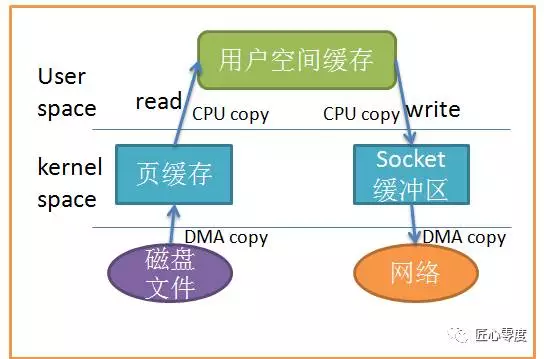 用户空间缓存
User
space
read
CPU copy
CPU copy
write
kernel
space
页缓存
Socket
缓冲区
DMA copy
DMA copy
磁盘
文件
网络
匠心零度